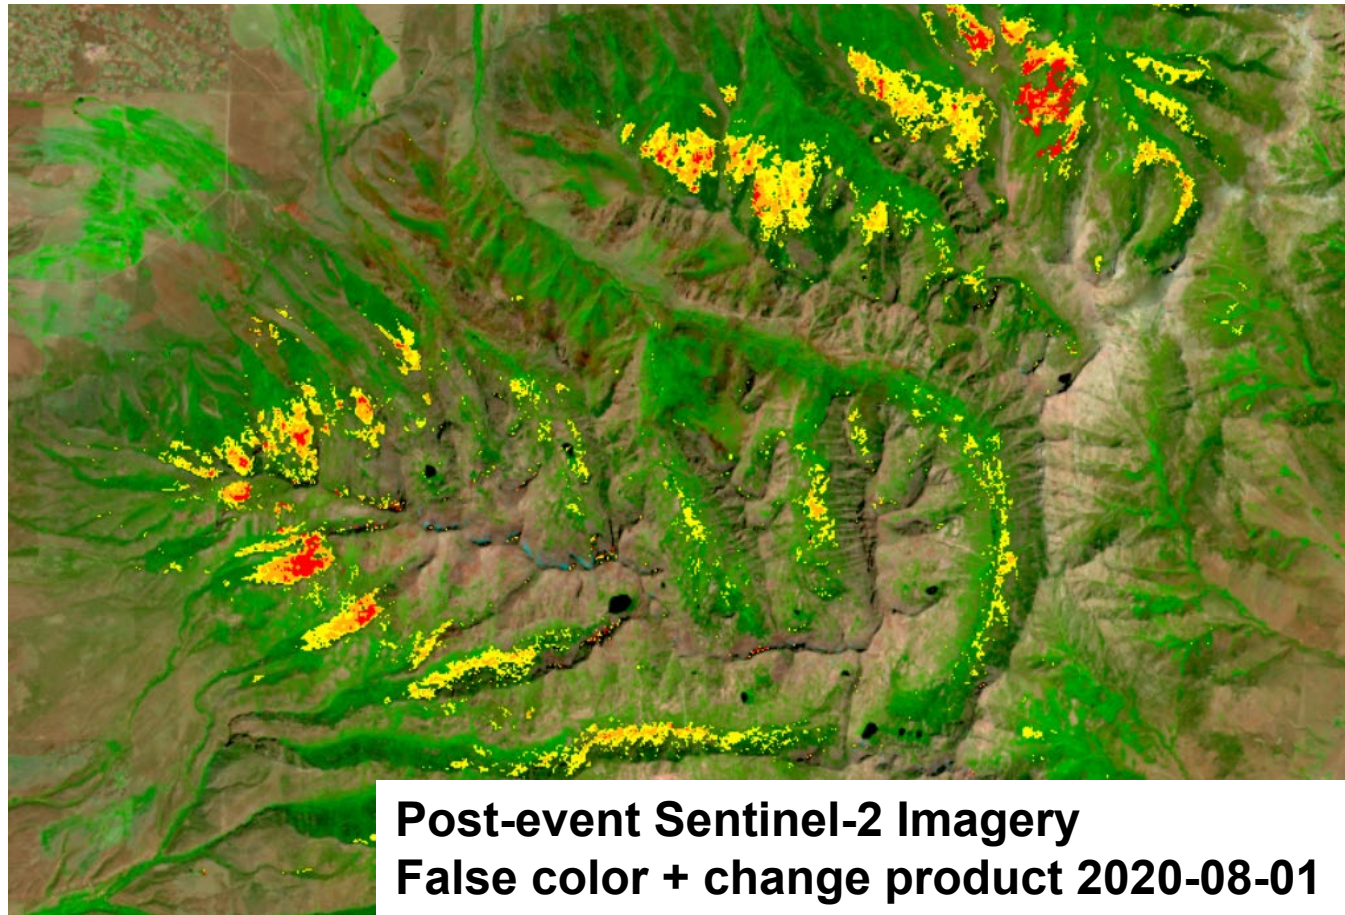 Post-event Sentinel-2 Imagery
False color + change product 2020-08-01